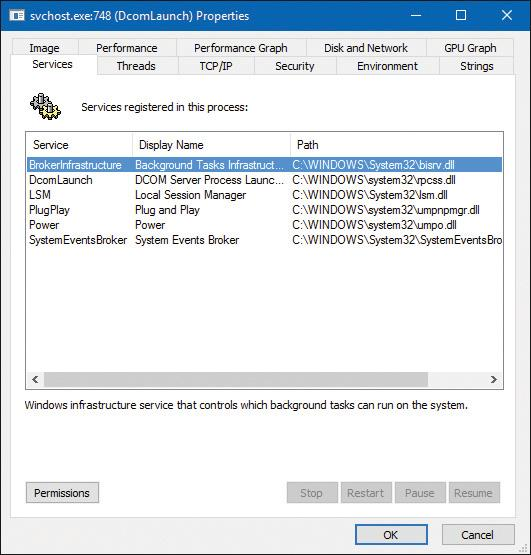 svchost.exe:748 (DcomLaunch) Properties
Image Performance Performance Graph Disk and Network GPU Graph
Services Threads TCP/IP Security Environment Strings
Services registered in this process:
Service Display Name Path
BrokerInfrastructure Background Tasks Infrastruct... C:\WINDOWS\System32\bisrv.dll
DcomLaunch DCOM Server Process Launc... C:\WINDOWS\system32\rpcss.dll
LSM Local Session Manager C:\WINDOWS\System32\lsm.dll
PlugPlay Plug and Play C:\WINDOWS\system32\umpnpmgr.dll
Power Power C:\WINDOWS\system32\umpo.dll
SystemEventsBroker System Events Broker C:\WINDOWS\System32\SystemEventsBro
Windows infrastructure service that controls which background tasks can run on the system.
Permissions Stop Restart Pause Resume
OK Cancel